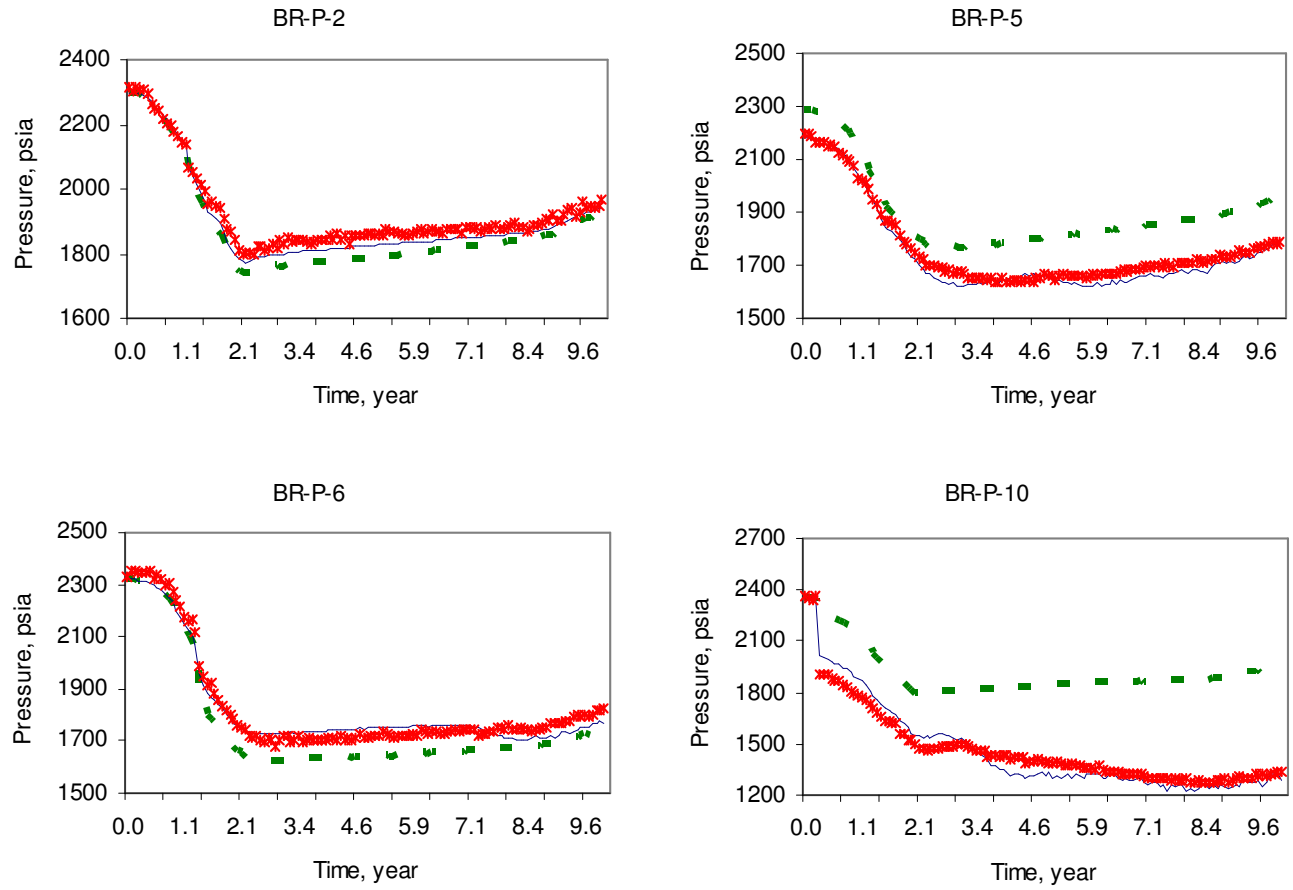 BR-P-2
2400
2200
2000
1800
1600
Pressure, psia
0.0 1.1 2.1 3.4 4.6 5.9 7.1 8.4 9.6
Time, year
BR-P-5
2500
2300
2100
1900
1700
1500
Pressure, psia
0.0 1.1 2.1 3.4 4.6 5.9 7.1 8.4 9.6
Time, year
BR-P-6
2500
2300
2100
1900
1700
1500
Pressure, psia
0.0 1.1 2.1 3.4 4.6 5.9 7.1 8.4 9.6
Time, year
BR-P-10
2700
2400
2100
1800
1500
1200
Pressure, psia
0.0 1.1 2.1 3.4 4.6 5.9 7.1 8.4 9.6
Time, year